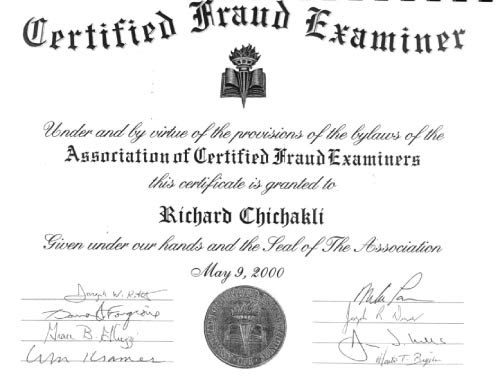 Certified Fraud Examiner
Under and by virtue of the provisions of the bylaws of the
Association of Certified Fraud Examiners
this certificate is granted to
Richard Chichakli
Given under our hands and the Seal of The Association
May 9, 2000